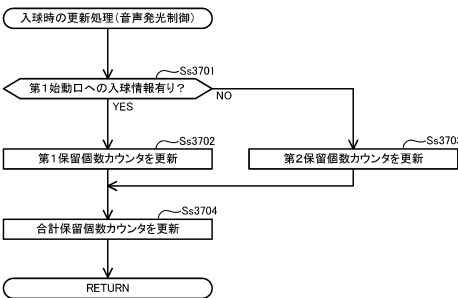 入球時の更新処理(音声発光制御)
Ss3701
第1始動口への入球情報有り?
NO
YES
Ss3702
第1保留個数カウンタを更新
Ss3703
第2保留個数カウンタを更新
Ss3704
合計保留個数カウンタを更新
RETURN